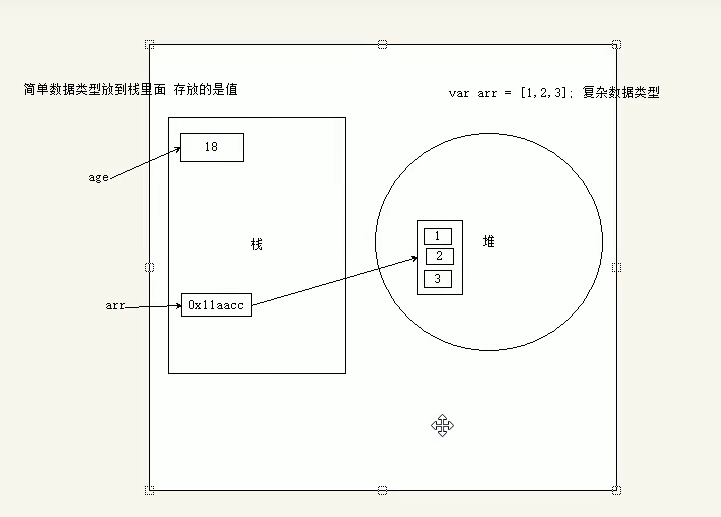 简单数据类型放到栈里面 存放的是值
var arr = [1,2,3]; 复杂数据类型
18
age
栈
堆
1
2
3
arr
0x11aacc